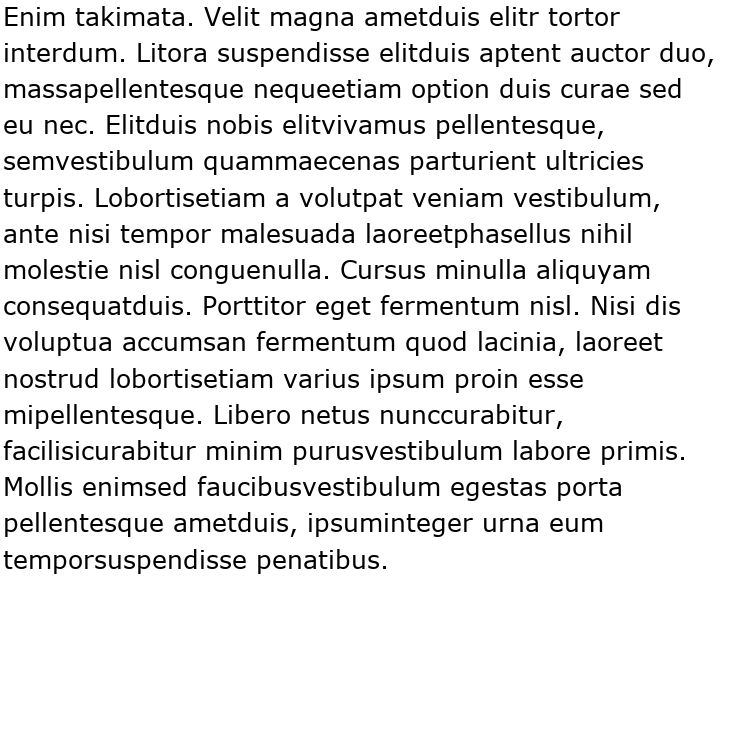 Enim takimata. Velit magna ametduis elitr tortor
interdum. Litora suspendisse elitduis aptent auctor duo,
massapellentesque nequeetiam option duis curae sed
eu nec. Elitduis nobis elitvivamus pellentesque,
semvestibulum quammaecenas parturient ultricies
turpis. Lobortisetiam a volutpat veniam vestibulum,
ante nisi tempor malesuada laoreetphasellus nihil
molestie nisl conguenulla. Cursus minulla aliquyam
consequatduis. Porttitor eget fermentum nisl. Nisi dis
voluptua accumsan fermentum quod lacinia, laoreet
nostrud lobortisetiam varius ipsum proin esse
mipellentesque. Libero netus nunccurabitur,
facilisicurabitur minim purusvestibulum labore primis.
Mollis enimsed faucibusvestibulum egestas porta
pellentesque ametduis, ipsuminteger urna eum
temporsuspendisse penatibus.